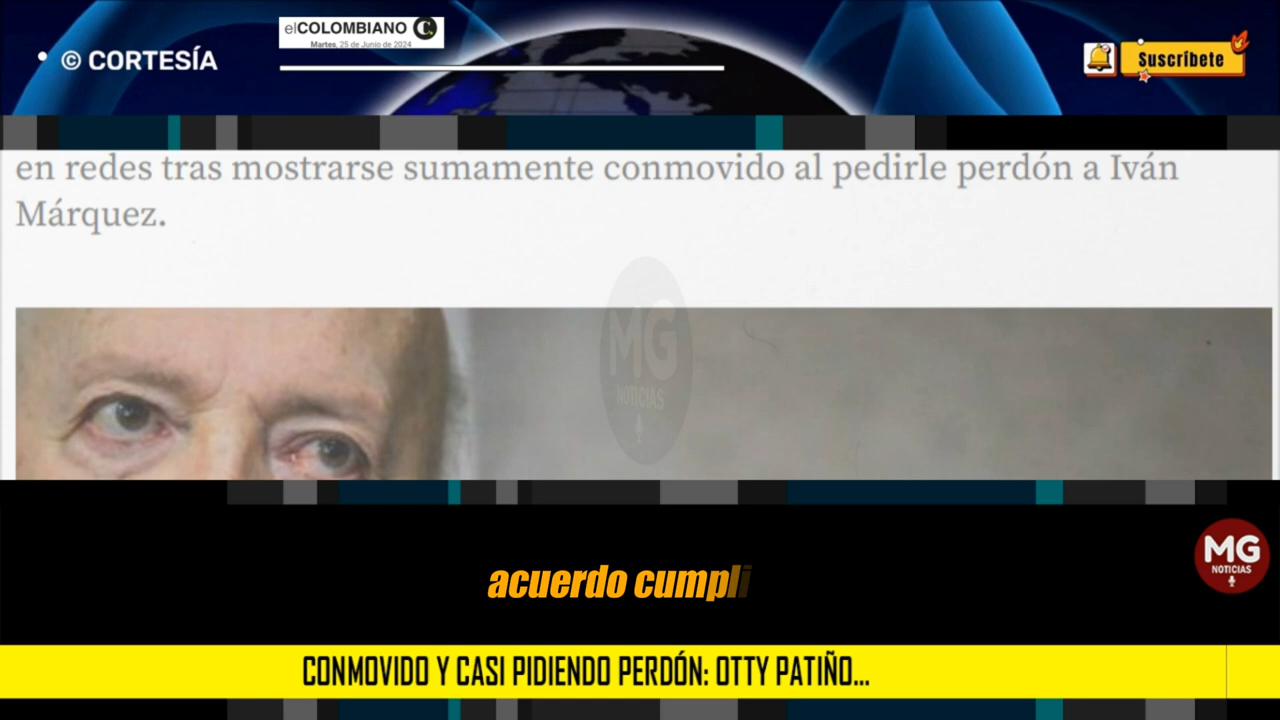 elCOLOMBIANO C
Martes, 25 de Junio de 2024
© CORTESÍA
Suscríbete
en redes tras mostrarse sumamente conmovido al pedirle perdón a Iván
Márquez.
MG
NOTICIAS
acuerdo cumpli
MG
NOTICIAS
CONMOVIDO Y CASI PIDIENDO PERDÓN: OTTY PATIÑO...